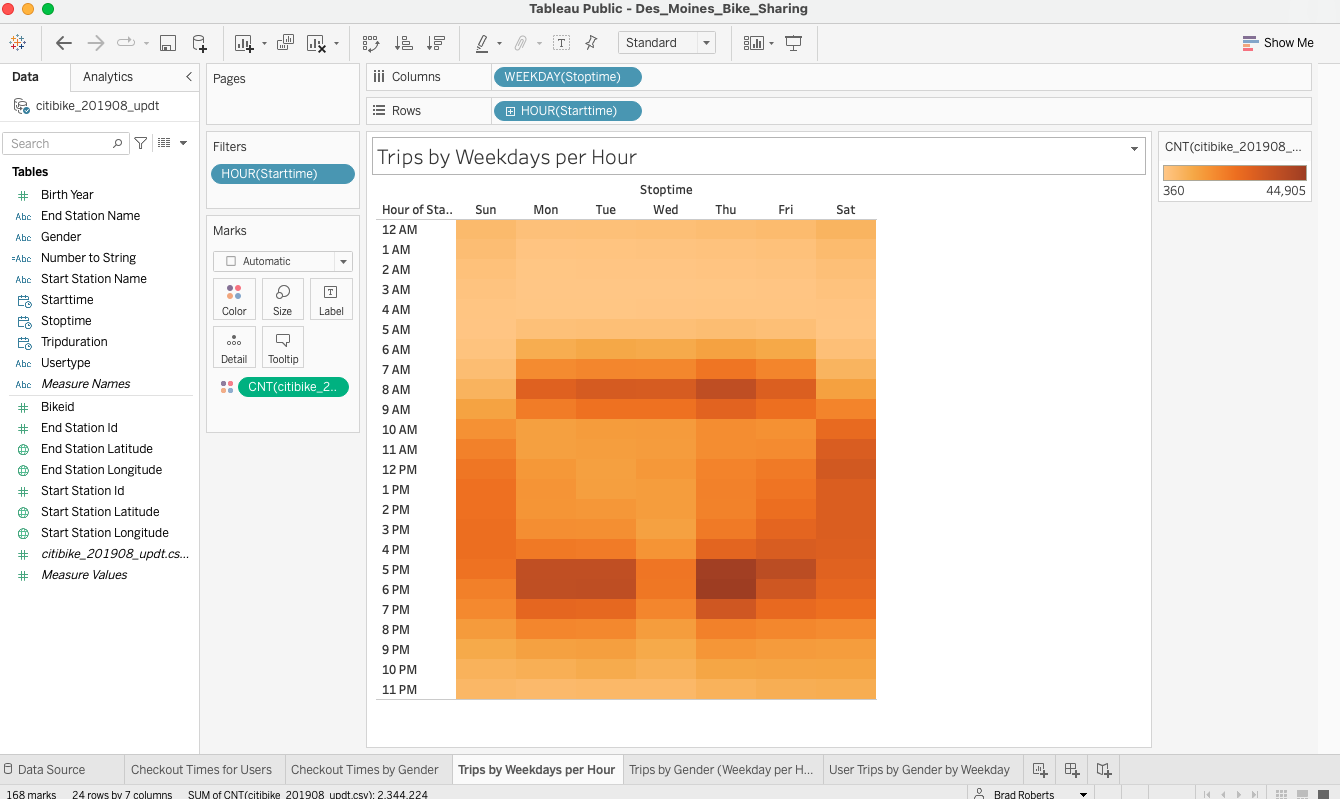 Tableau Public - Des_Moines_Bike_Sharing
Standard
Show Me
Data
Analytics
Pages
Columns
WEEKDAY(Stoptime)
citibike_201908_updt
Rows
HOUR(Starttime)
Search
Filters
HOUR(Starttime)
Tables
Birth Year
Abc End Station Name
Gender
=Abc Number to String
Abc Start Station Name
Starttime
Stoptime
Tripduration
Abc Usertype
Abc Measure Names
Bikeid
End Station Id
End Station Latitude
End Station Longitude
Start Station Id
Start Station Latitude
Start Station Longitude
citibike_201908_updt.cs...
Measure Values
Marks
Automatic
Color
Size
Label
Detail
Tooltip
CNT(citibike_2..
Trips by Weekdays per Hour
Stoptime
Hour of Sta.. Sun Mon Tue Wed Thu Fri Sat
12 AM
1 AM
2 AM
3 AM
4 AM
5 AM
6 AM
7 AM
8 AM
9 AM
10 AM
11 AM
12 PM
1 PM
2 PM
3 PM
4 PM
5 PM
6 PM
7 PM
8 PM
9 PM
10 PM
11 PM
CNT(citibike_201908_...
360 44,905
Data Source
Checkout Times for Users
Checkout Times by Gender
Trips by Weekdays per Hour
Trips by Gender (Weekday per H...
User Trips by Gender by Weekday
168 marks 24 rows by 7 columns SUM of CNT(citibike_201908_updt.csv): 2,344,224
Brad Roberts